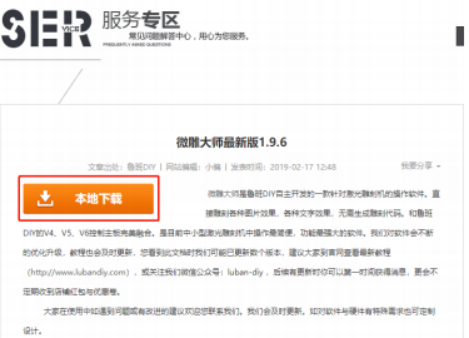 SER VICE 服务专区
常见问题解答中心，用心为您服务。
FREQUENTLY AWARE QUESTIONS
微雕大师最新版1.9.6
文章出处：鲁班DIY | 网站编辑：小编 | 发表时间：2019-02-17 12:48 我要分享
本地下载
微雕大师是鲁班DIY自主开发的一款针对激光雕刻机的操作软件。直
接雕刻各种图片效果、各种文字效果，无需生成雕刻代码。和鲁班
DIY的V4、V5、V6控制主板完美融合。是目前中小型激光雕刻机中操作最简便，功能最强大的软件。我们对软件会不断
的优化升级，教程也会及时更新，您看到此文档时我们可能已更新数个版本，建议大家到官网查看最新教程
（http://www.lubandiy.com），或关注我们微信公众号：luban-diy，后续有更新时你可以第一时间获得消息，更会不
定期收到店铺红包与优惠卷。
大家在使用中如遇到问题或有改进的建议欢迎您联系我们。我们会及时更新。如对软件与硬件有特殊需求也可定制
设计。